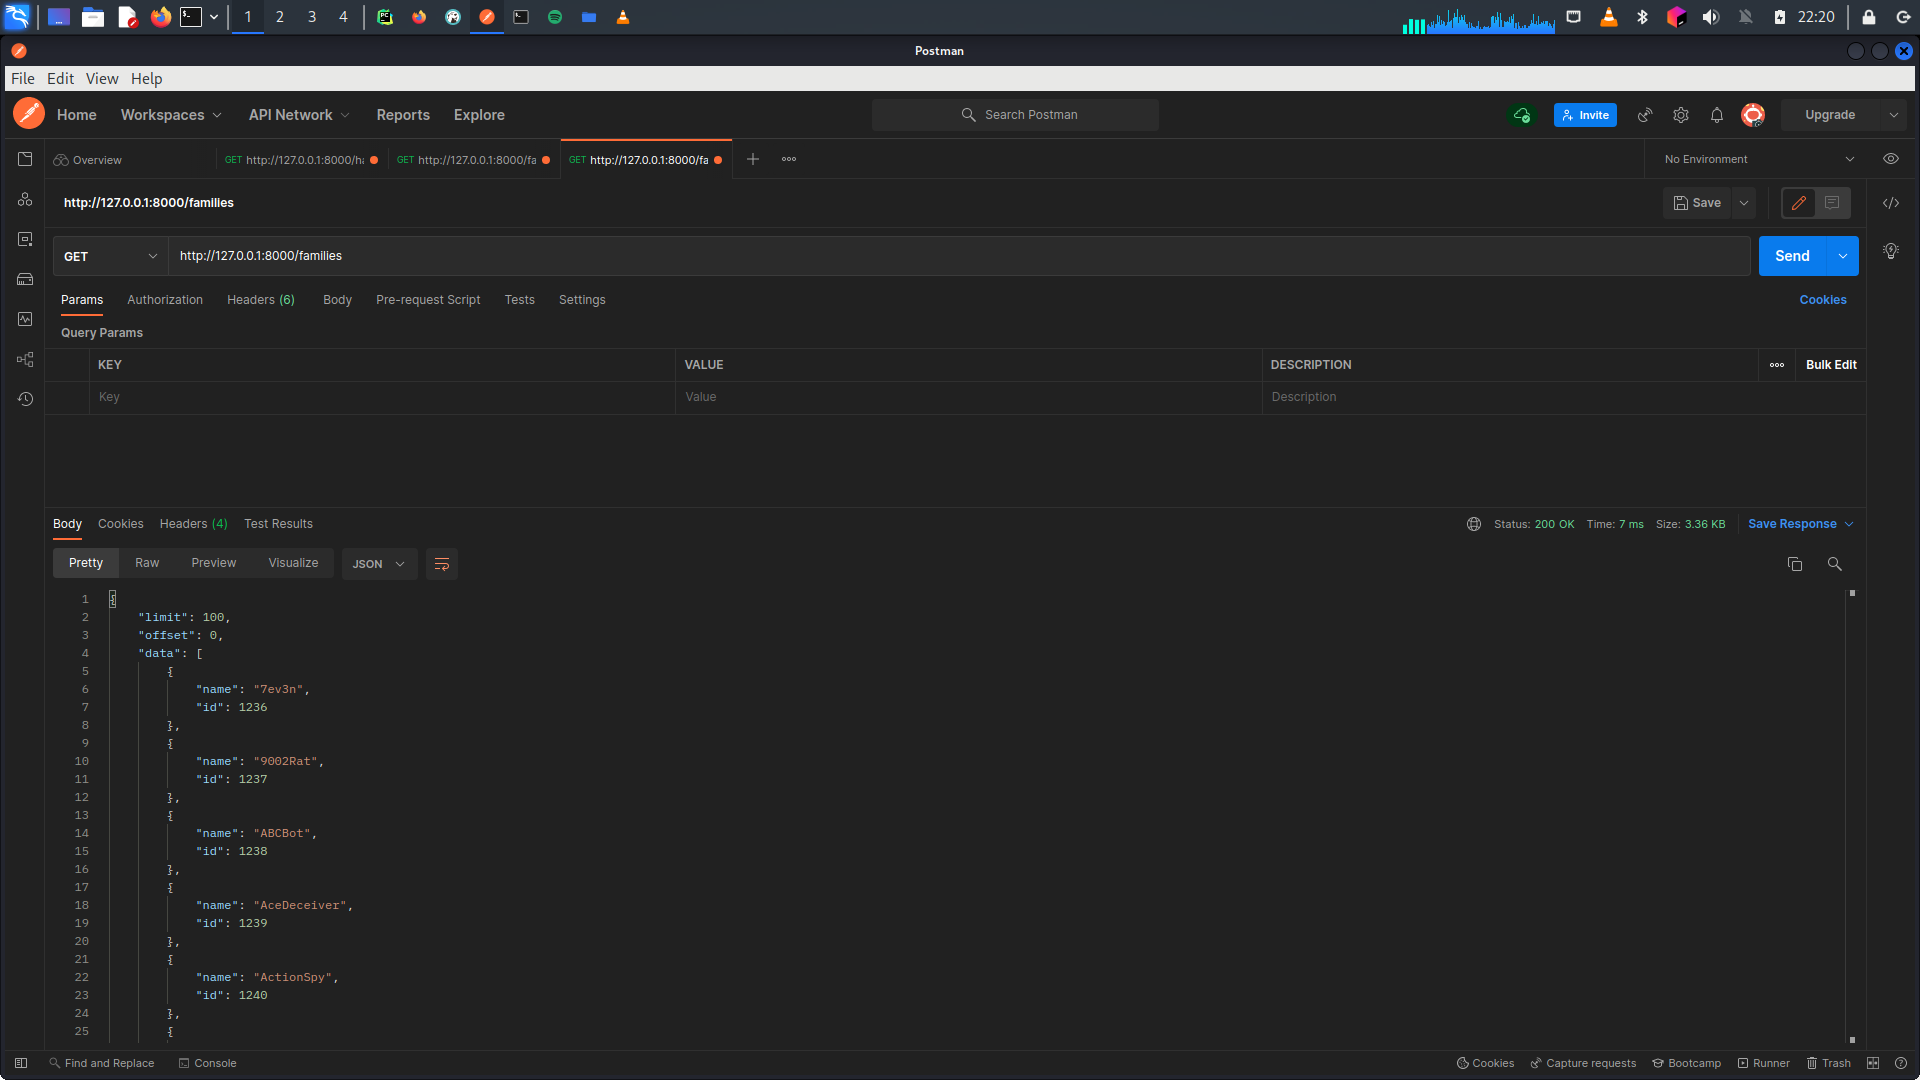 1 2 3 4 22:20
Postman
File Edit View Help
Home Workspaces API Network Reports Explore Search Postman Invite Upgrade
Overview GET http://127.0.0.1:8000/ha GET http://127.0.0.1:8000/fa GET http://127.0.0.1:8000/fa No Environment
http://127.0.0.1:8000/families Save
GET http://127.0.0.1:8000/families Send
Params Authorization Headers (6) Body Pre-request Script Tests Settings Cookies
Query Params
KEY VALUE DESCRIPTION Bulk Edit
Key Value Description
Body Cookies Headers (4) Test Results Status: 200 OK Time: 7 ms Size: 3.36 KB Save Response
Pretty Raw Preview Visualize JSON
1 {
2 "limit": 100,
3 "offset": 0,
4 "data": [
5 {
6 "name": "7ev3n",
7 "id": 1236
8 },
9 {
10 "name": "9002Rat",
11 "id": 1237
12 },
13 {
14 "name": "ABCBot",
15 "id": 1238
16 },
17 {
18 "name": "AceDeceiver",
19 "id": 1239
20 },
21 {
22 "name": "ActionSpy",
23 "id": 1240
24 },
25 {
Find and Replace Console Cookies Capture requests Bootcamp Runner Trash